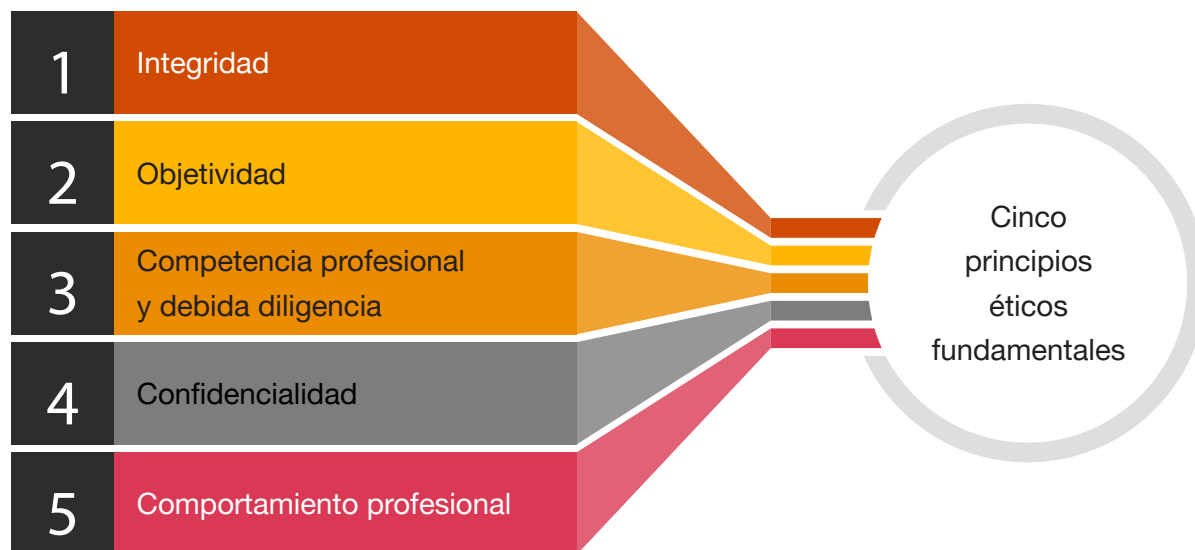 1
Integridad
2
Objetividad
3
Competencia profesional
y debida diligencia
4
Confidencialidad
5
Comportamiento profesional
Cinco
principios
éticos
fundamentales